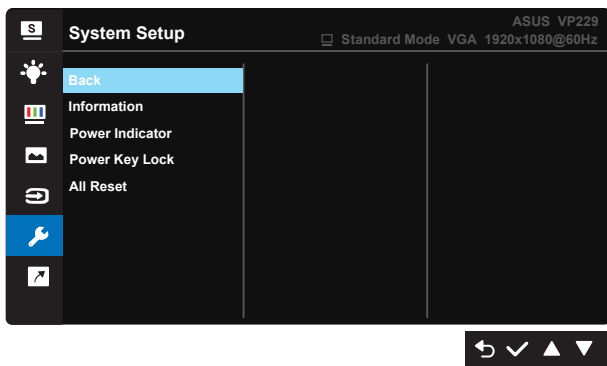 S
System Setup
ASUS VP229
Standard Mode VGA 1920x1080@60Hz
Back
Information
Power Indicator
Power Key Lock
All Reset